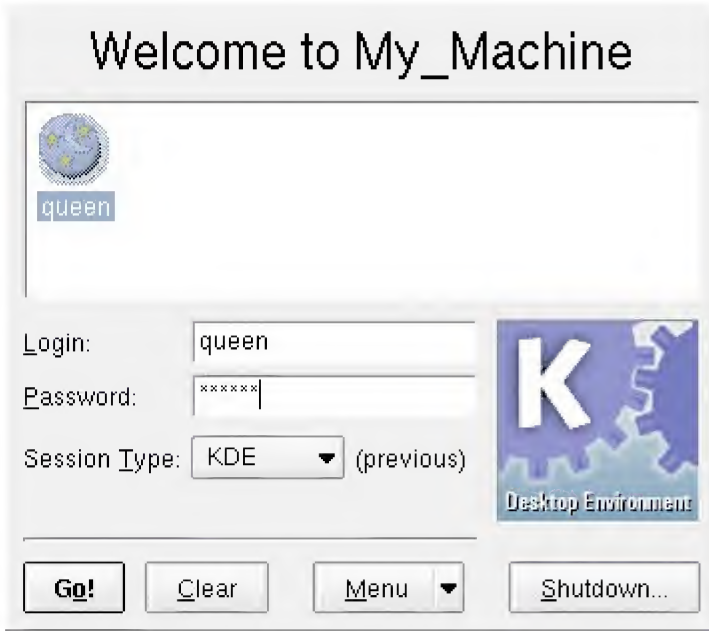 Welcome to My_Machine
queen
Login: queen
Password: ******
Session Type: KDE (previous)
K
Desktop Environment
Go! Clear Menu Shutdown...